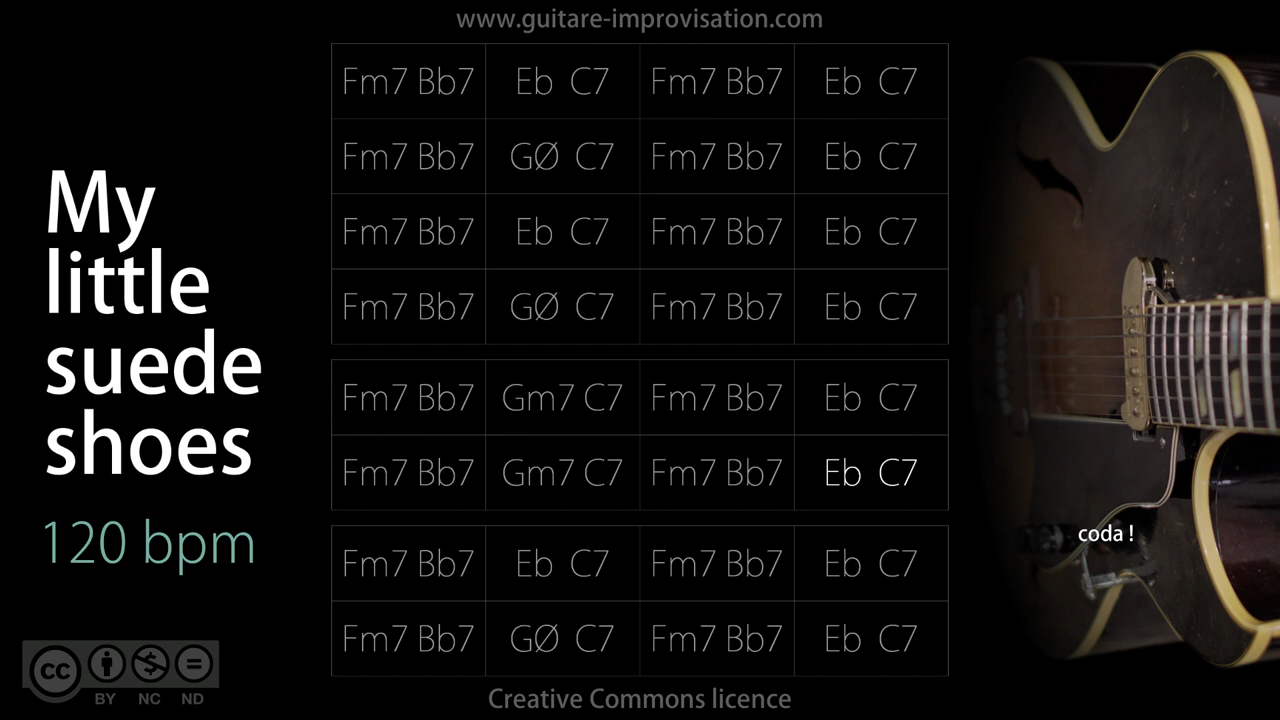 www.guitare-improvisation.com
My
little
suede
shoes
120 bpm
Fm7 Bb7 Eb C7 Fm7 Bb7 Eb C7
Fm7 Bb7 GØ C7 Fm7 Bb7 Eb C7
Fm7 Bb7 Eb C7 Fm7 Bb7 Eb C7
Fm7 Bb7 GØ C7 Fm7 Bb7 Eb C7
Fm7 Bb7 Gm7 C7 Fm7 Bb7 Eb C7
Fm7 Bb7 Gm7 C7 Fm7 Bb7 Eb C7
Fm7 Bb7 Eb C7 Fm7 Bb7 Eb C7
Fm7 Bb7 GØ C7 Fm7 Bb7 Eb C7
coda !
cc
BY NC ND
Creative Commons licence